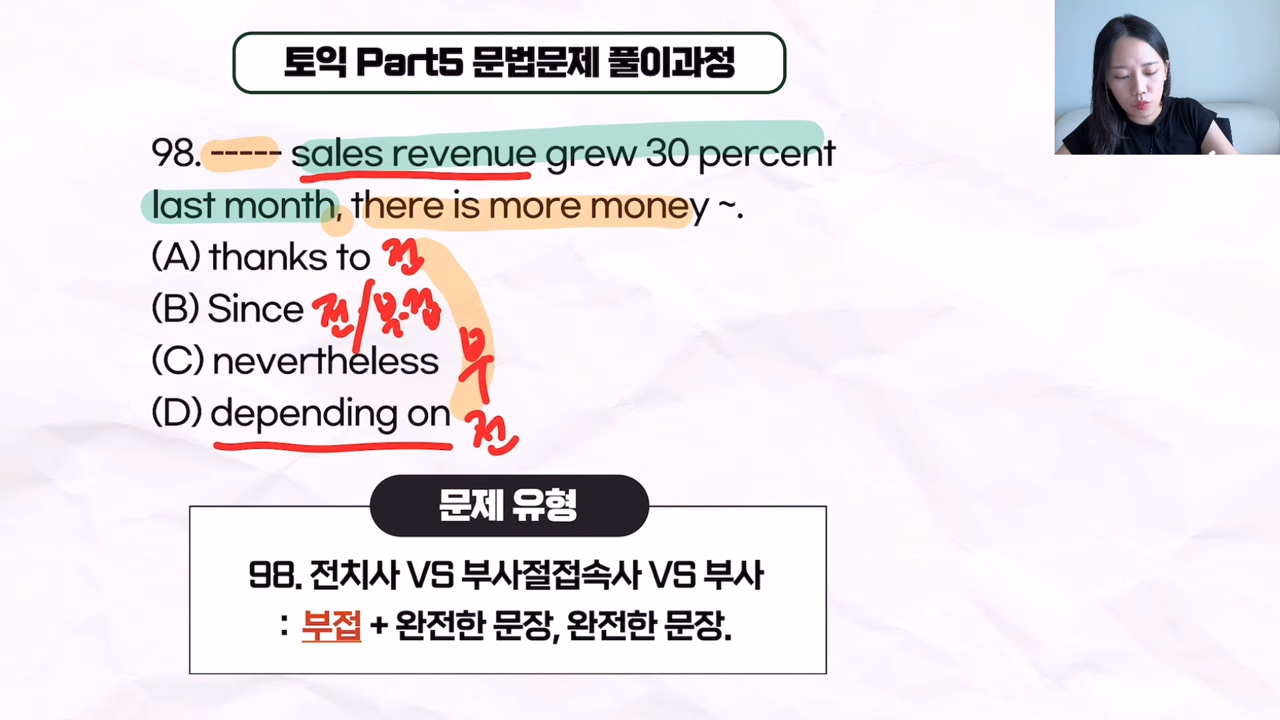 토익 Part5 문법문제 풀이과정
98. ----- sales revenue grew 30 percent
last month, there is more money ~.
(A) thanks to 전
(B) Since 전/부.접
(C) nevertheless 부
(D) depending on 전
문제 유형
98. 전치사 VS 부사절접속사 VS 부사
: 부접 + 완전한 문장, 완전한 문장.